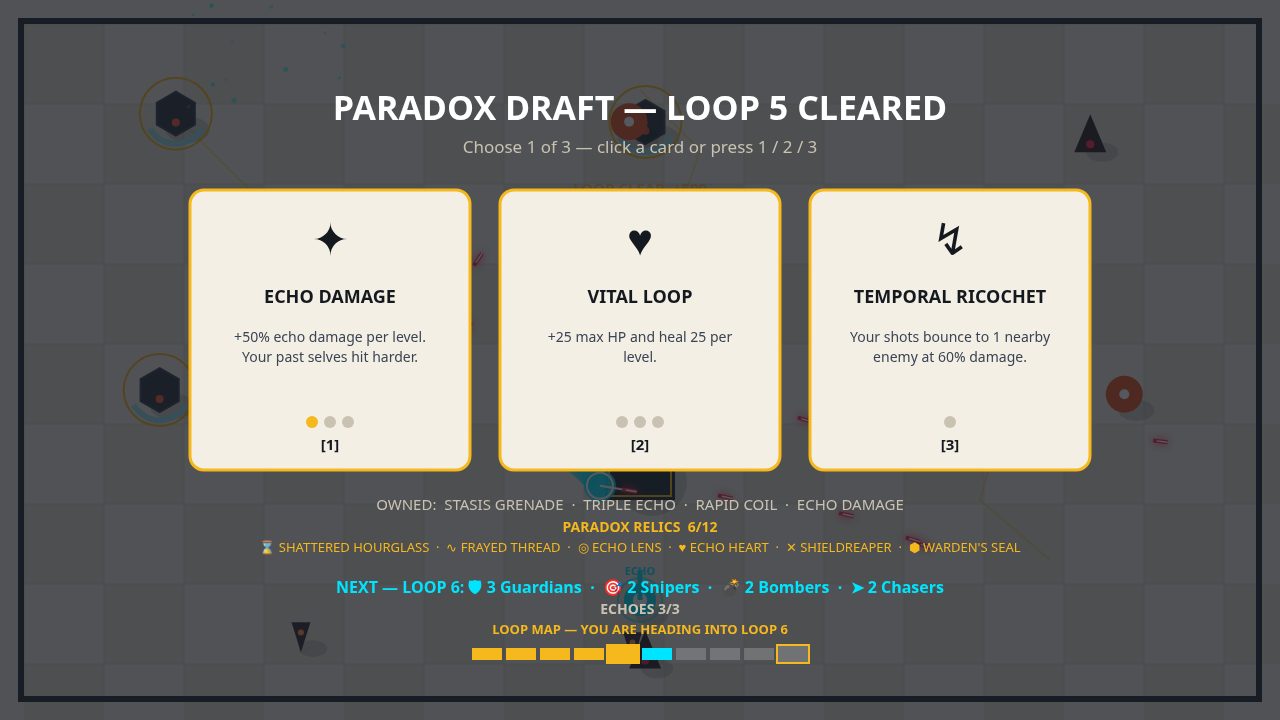 PARADOX DRAFT — LOOP 5 CLEARED
Choose 1 of 3 — click a card or press 1 / 2 / 3
✦
ECHO DAMAGE
+50% echo damage per level.
Your past selves hit harder.
[1]
♥
VITAL LOOP
+25 max HP and heal 25 per
level.
[2]
↯
TEMPORAL RICOCHET
Your shots bounce to 1 nearby
enemy at 60% damage.
[3]
OWNED: STASIS GRENADE · TRIPLE ECHO · RAPID COIL · ECHO DAMAGE
PARADOX RELICS 6/12
⌛ SHATTERED HOURGLASS · ∿ FRAYED THREAD · ◎ ECHO LENS · ♥ ECHO HEART · ✕ SHIELDREAPER · ⬢ WARDEN'S SEAL
ECHO
NEXT — LOOP 6: 🛡 3 Guardians · 🎯 2 Snipers · 💣 2 Bombers · ➤ 2 Chasers
ECHOES 3/3
LOOP MAP — YOU ARE HEADING INTO LOOP 6